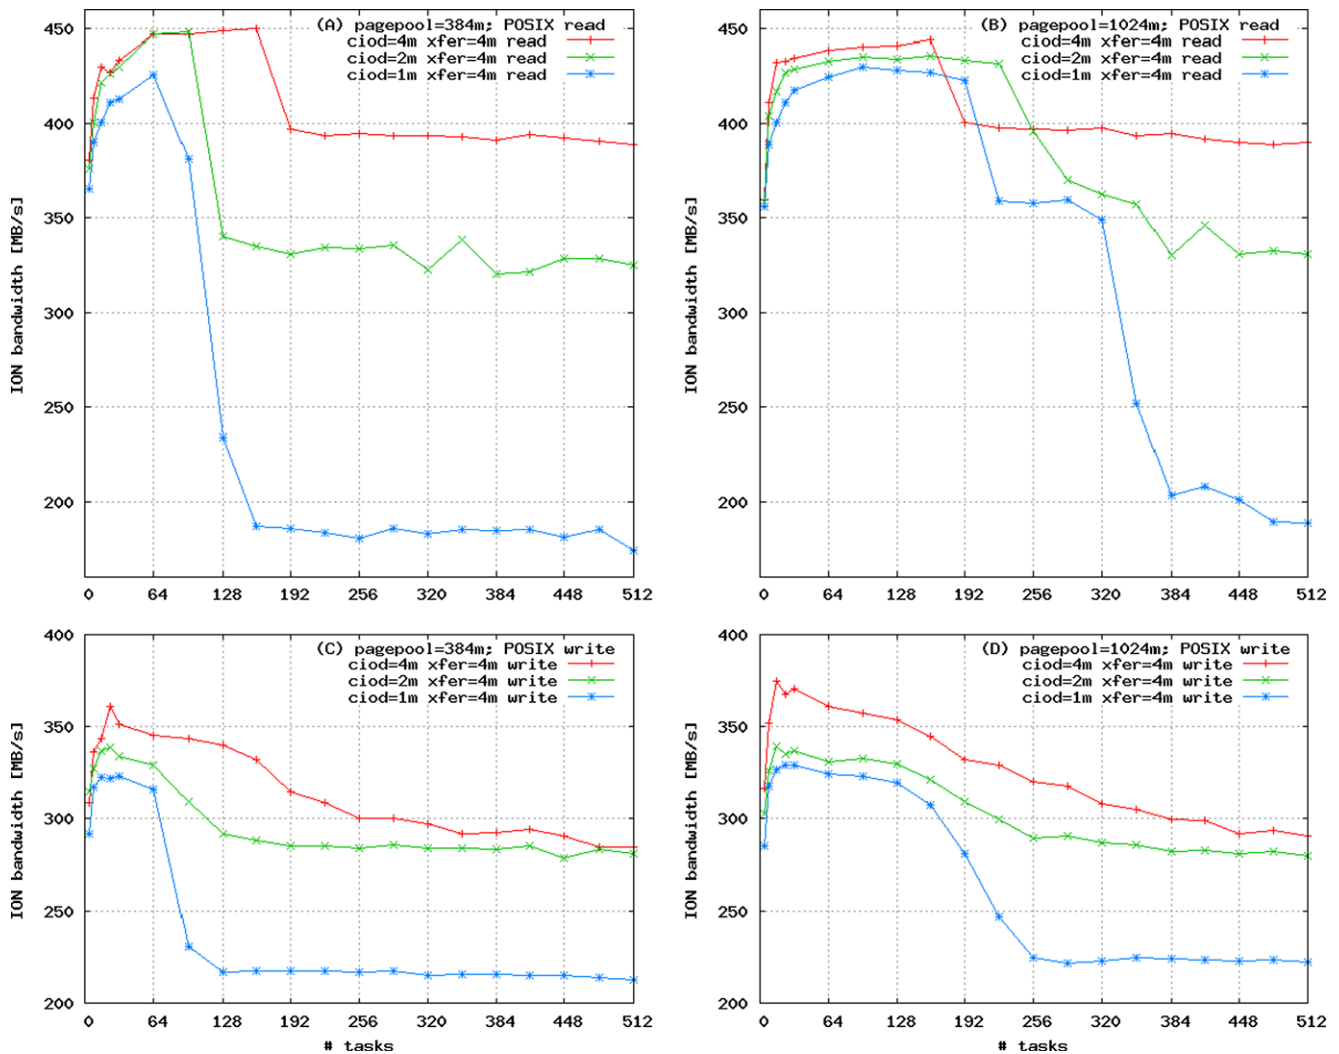 (A) pagepool=384m; POSIX read
ciod=4m xfer=4m read
ciod=2m xfer=4m read
ciod=1m xfer=4m read
ION bandwidth [MB/s]
450
400
350
300
250
200
0 64 128 192 256 320 384 448 512
(B) pagepool=1024m; POSIX read
ciod=4m xfer=4m read
ciod=2m xfer=4m read
ciod=1m xfer=4m read
ION bandwidth [MB/s]
450
400
350
300
250
200
0 64 128 192 256 320 384 448 512
(C) pagepool=384m; POSIX write
ciod=4m xfer=4m write
ciod=2m xfer=4m write
ciod=1m xfer=4m write
ION bandwidth [MB/s]
400
350
300
250
200
0 64 128 192 256 320 384 448 512
# tasks
(D) pagepool=1024m; POSIX write
ciod=4m xfer=4m write
ciod=2m xfer=4m write
ciod=1m xfer=4m write
ION bandwidth [MB/s]
400
350
300
250
200
0 64 128 192 256 320 384 448 512
# tasks